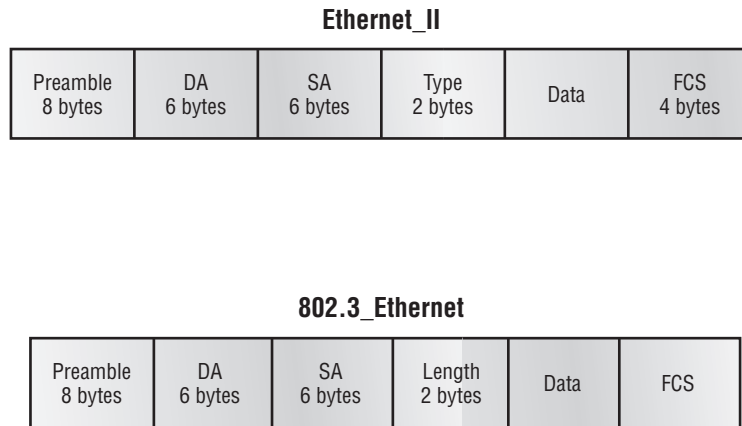 Ethernet_II
Preamble DA SA Type Data FCS
8 bytes 6 bytes 6 bytes 2 bytes 4 bytes
802.3_Ethernet
Preamble DA SA Length Data FCS
8 bytes 6 bytes 6 bytes 2 bytes